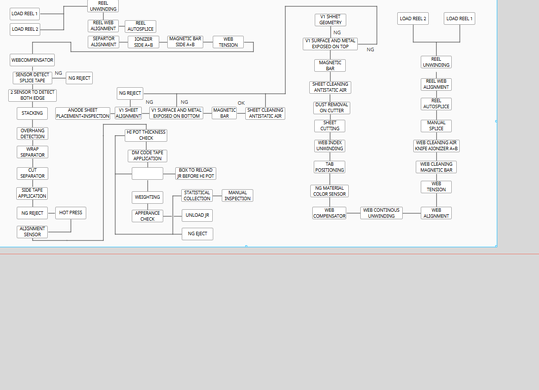 REEL
UNWINDING
LOAD REEL 1
LOAD REEL 2
REEL WEB
ALIGNMENT
REEL
AUTOSPLICE
SEPARTOR
ALIGNMENT
IONIZER
SIDE A+B
MAGNETIC BAR
SIDE A+B
WEB
TENSION
WEBCOMPENSATOR
SENSOR DETECT
SPLICE TAPE
NG
NG REJECT
2 SENSOR TO DETECT
BOTH EDGE
STACKING
OVERHANG
DETECTION
WRAP
SEPARATOR
CUT
SEPARATOR
SIDE TAPE
APPLICATION
NG REJECT
HOT PRESS
ALIGNMENT
SENSOR
NG REJECT
NG
NG
OK
ANODE SHEET
PLACEMENT+INSPECTION
V1 SHEET
ALIGNMENT
V1 SURFACE AND METAL
EXPOSED ON BOTTOM
MAGNETIC
BAR
SHEET CLEANING
ANTISTATIC AIR
HI POT THICKNESS
CHECK
DM CODE TAPE
APPLICATION
BOX TO RELOAD
JR BEFORE HI POT
WEIGHTING
STATISTICAL
COLLECTION
MANUAL
INSPECTION
APPERANCE
CHECK
UNLOAD JR
NG EJECT
V1 SHHET
GEOMETRY
NG
V1 SURFACE AND METAL
EXPOSED ON TOP
NG
MAGNETIC
BAR
SHEET CLEANING
ANTISTATIC AIR
DUST REMOVAL
ON CUTTER
SHEET
CUTTING
WEB INDEX
UNWINDING
TAB
POSITIONING
NG MATERIAL
COLOR SENSOR
WEB
COMPENSATOR
WEB CONTINOUS
UNWINDING
WEB
ALIGNMENT
LOAD REEL 2
LOAD REEL 1
REEL
UNWINDING
REEL WEB
ALIGNMENT
REEL
AUTOSPLICE
MANUAL
SPLICE
WEB CLEANING AIR
KNIFE AIONIZER A+B
WEB CLEANING
MAGNETIC BAR
WEB
TENSION